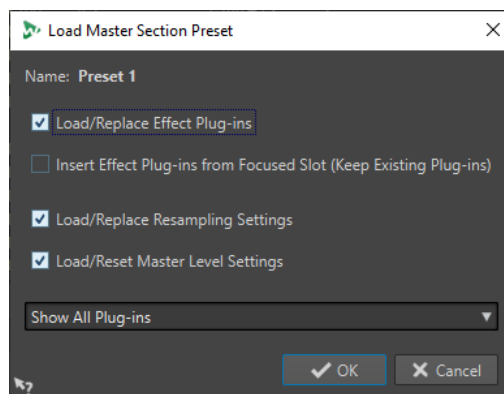 Load Master Section Preset
Name: Preset 1
Load/Replace Effect Plug-ins
Insert Effect Plug-ins from Focused Slot (Keep Existing Plug-ins)
Load/Replace Resampling Settings
Load/Reset Master Level Settings
Show All Plug-ins
OK Cancel